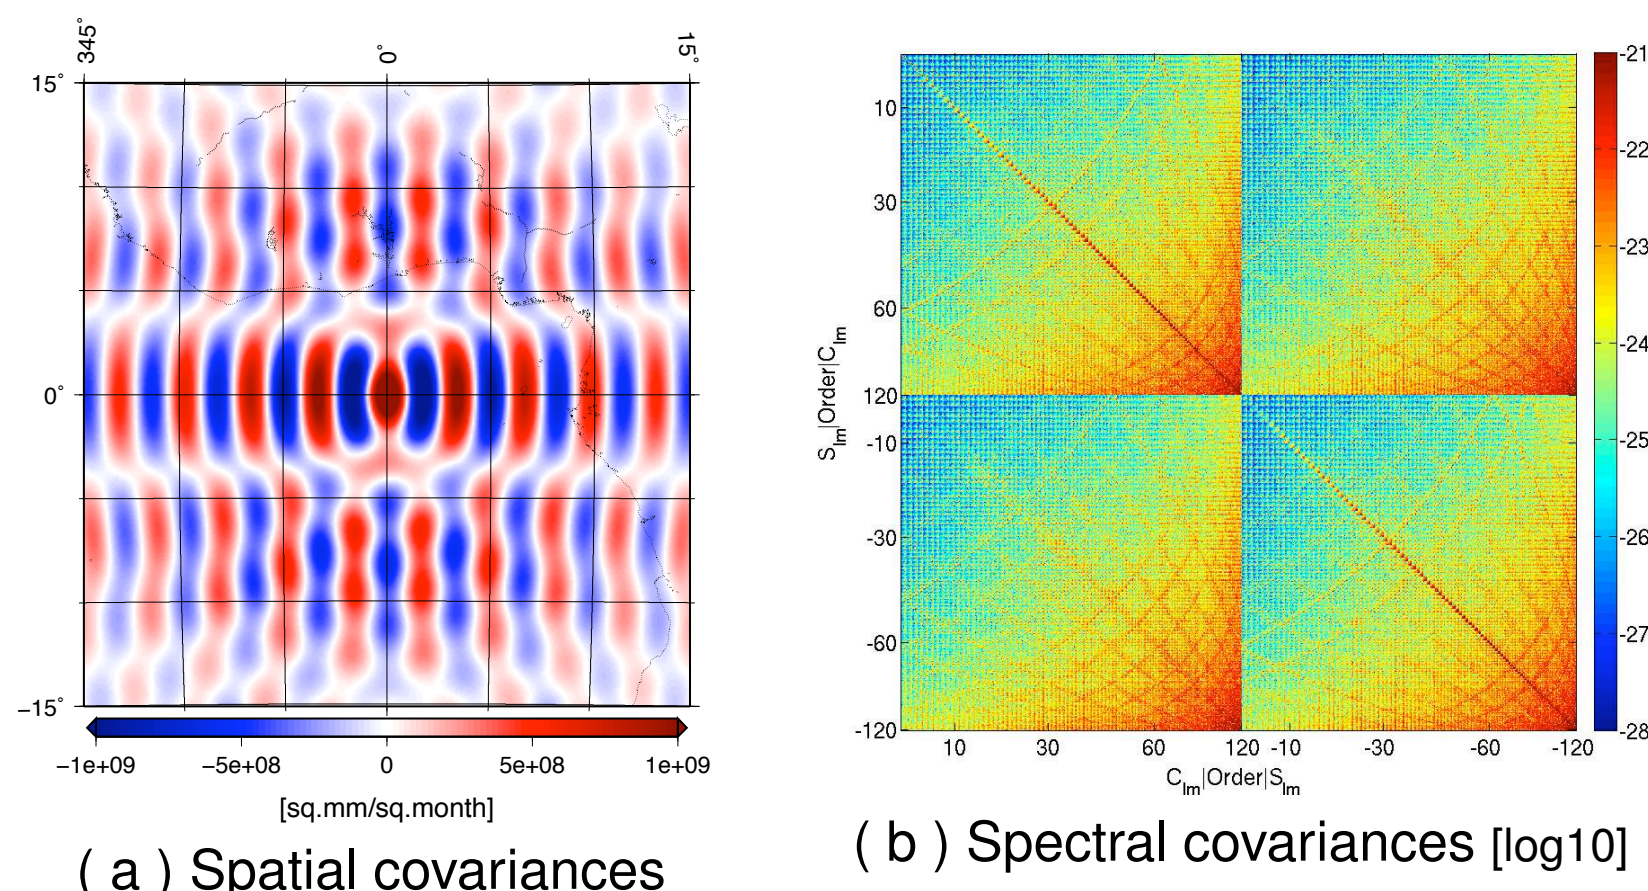 345° 0° 15°
15°
0°
−15°
−1e+09 −5e+08 0 5e+08 1e+09
[sq.mm/sq.month]
( a ) Spatial covariances
10
30
60
120
-10
-30
-60
-120
S_lm|Order|C_lm
10 30 60 120 -10 -30 -60 -120
C_lm|Order|S_lm
-21
-22
-23
-24
-25
-26
-27
-28
( b ) Spectral covariances [log10]